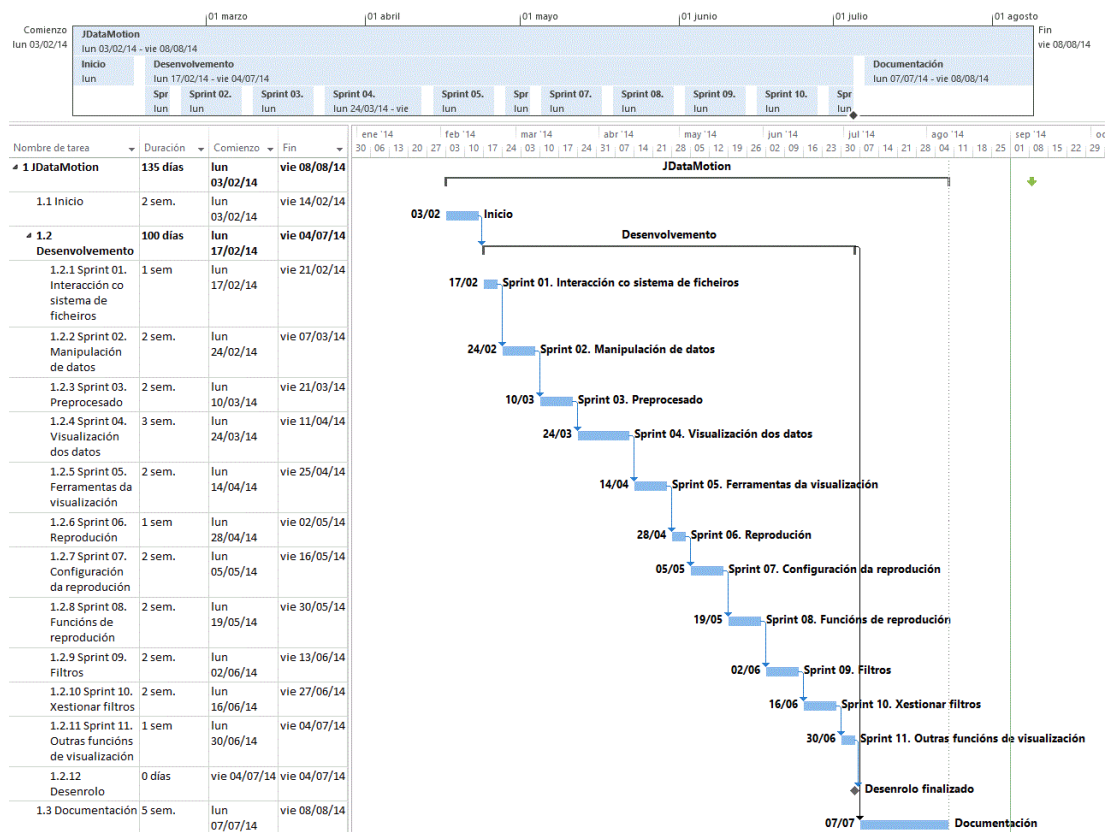 01 marzo 01 abril 01 mayo 01 junio 01 julio 01 agosto
Comienzo
lun 03/02/14
JDataMotion
lun 03/02/14 - vie 08/08/14
Fin
vie 08/08/14
Inicio
lun
Desenvolvemento
lun 17/02/14 - vie 04/07/14
Documentación
lun 07/07/14 - vie 08/08/14
Spr Sprint 02. Sprint 03. Sprint 04. Sprint 05. Spr Sprint 07. Sprint 08. Sprint 09. Sprint 10. Spr
lun lun lun lun 24/03/14 - vie lun lun lun lun lun lun lun
ene '14 feb '14 mar '14 abr '14 may '14 jun '14 jul '14 ago '14 sep '14 oc
Nombre de tarea Duración Comienzo Fin
30 06 13 20 27 03 10 17 24 03 10 17 24 31 07 14 21 28 05 12 19 26 02 09 16 23 30 07 14 21 28 04 11 18 25 01 08 15 22 29
1 JDataMotion 135 días lun 03/02/14 vie 08/08/14
JDataMotion
1.1 Inicio 2 sem. lun 03/02/14 vie 14/02/14
03/02 Inicio
1.2 Desenvolvemento 100 días lun 17/02/14 vie 04/07/14
Desenvolvemento
1.2.1 Sprint 01. Interacción co sistema de ficheiros 1 sem lun 17/02/14 vie 21/02/14
17/02 Sprint 01. Interacción co sistema de ficheiros
1.2.2 Sprint 02. Manipulación de datos 2 sem. lun 24/02/14 vie 07/03/14
24/02 Sprint 02. Manipulación de datos
1.2.3 Sprint 03. Preprocesado 2 sem. lun 10/03/14 vie 21/03/14
10/03 Sprint 03. Preprocesado
1.2.4 Sprint 04. Visualización dos datos 3 sem. lun 24/03/14 vie 11/04/14
24/03 Sprint 04. Visualización dos datos
1.2.5 Sprint 05. Ferramentas da visualización 2 sem. lun 14/04/14 vie 25/04/14
14/04 Sprint 05. Ferramentas da visualización
1.2.6 Sprint 06. Reprodución 1 sem lun 28/04/14 vie 02/05/14
28/04 Sprint 06. Reprodución
1.2.7 Sprint 07. Configuración da reprodución 2 sem. lun 05/05/14 vie 16/05/14
05/05 Sprint 07. Configuración da reprodución
1.2.8 Sprint 08. Funcións de reprodución 2 sem. lun 19/05/14 vie 30/05/14
19/05 Sprint 08. Funcións de reprodución
1.2.9 Sprint 09. Filtros 2 sem. lun 02/06/14 vie 13/06/14
02/06 Sprint 09. Filtros
1.2.10 Sprint 10. Xestionar filtros 2 sem. lun 16/06/14 vie 27/06/14
16/06 Sprint 10. Xestionar filtros
1.2.11 Sprint 11. Outras funcións de visualización 1 sem lun 30/06/14 vie 04/07/14
30/06 Sprint 11. Outras funcións de visualización
1.2.12 Desenrolo 0 días vie 04/07/14 vie 04/07/14
Desenrolo finalizado
1.3 Documentación 5 sem. lun 07/07/14 vie 08/08/14
07/07 Documentación